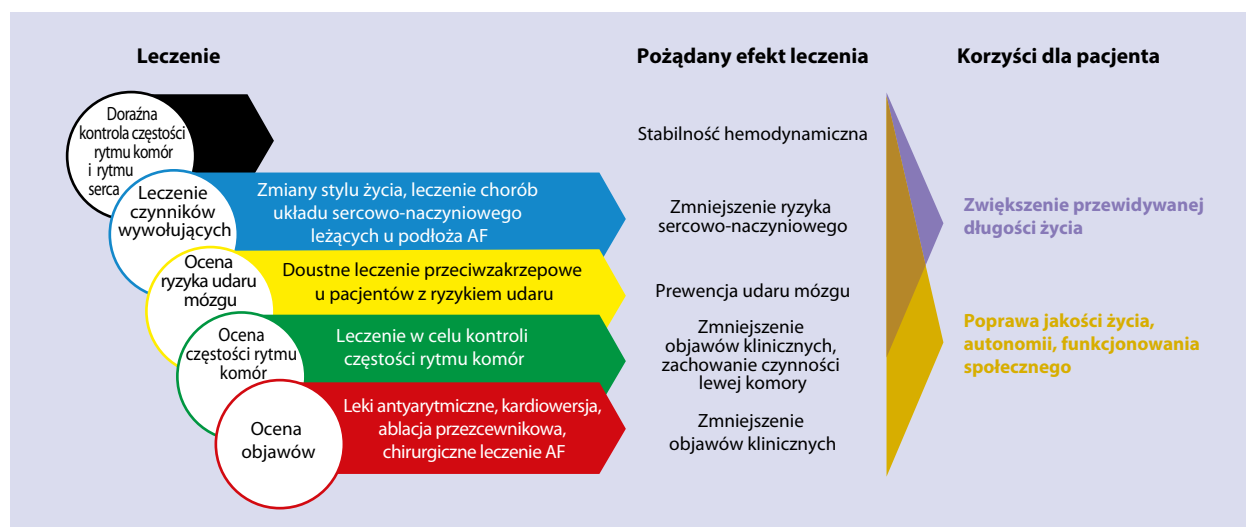 Leczenie
Pożądany efekt leczenia
Korzyści dla pacjenta
Doraźna
kontrola częstości
rytmu komór
i rytmu
serca
Stabilność hemodynamiczna
Leczenie
czynników
wywołujących
Zmiany stylu życia, leczenie chorób
układu sercowo-naczyniowego
leżących u podłoża AF
Zmniejszenie ryzyka
sercowo-naczyniowego
Ocena
ryzyka udaru
mózgu
Doustne leczenie przeciwzakrzepowe
u pacjentów z ryzykiem udaru
Prewencja udaru mózgu
Ocena
częstości rytmu
komór
Leczenie w celu kontroli
częstości rytmu komór
Zmniejszenie
objawów klinicznych,
zachowanie czynności
lewej komory
Ocena
objawów
Leki antyarytmiczne, kardiowersja,
ablacja przezcewnikowa,
chirurgiczne leczenie AF
Zmniejszenie
objawów klinicznych
Zwiększenie przewidywanej
długości życia
Poprawa jakości życia,
autonomii, funkcjonowania
społecznego